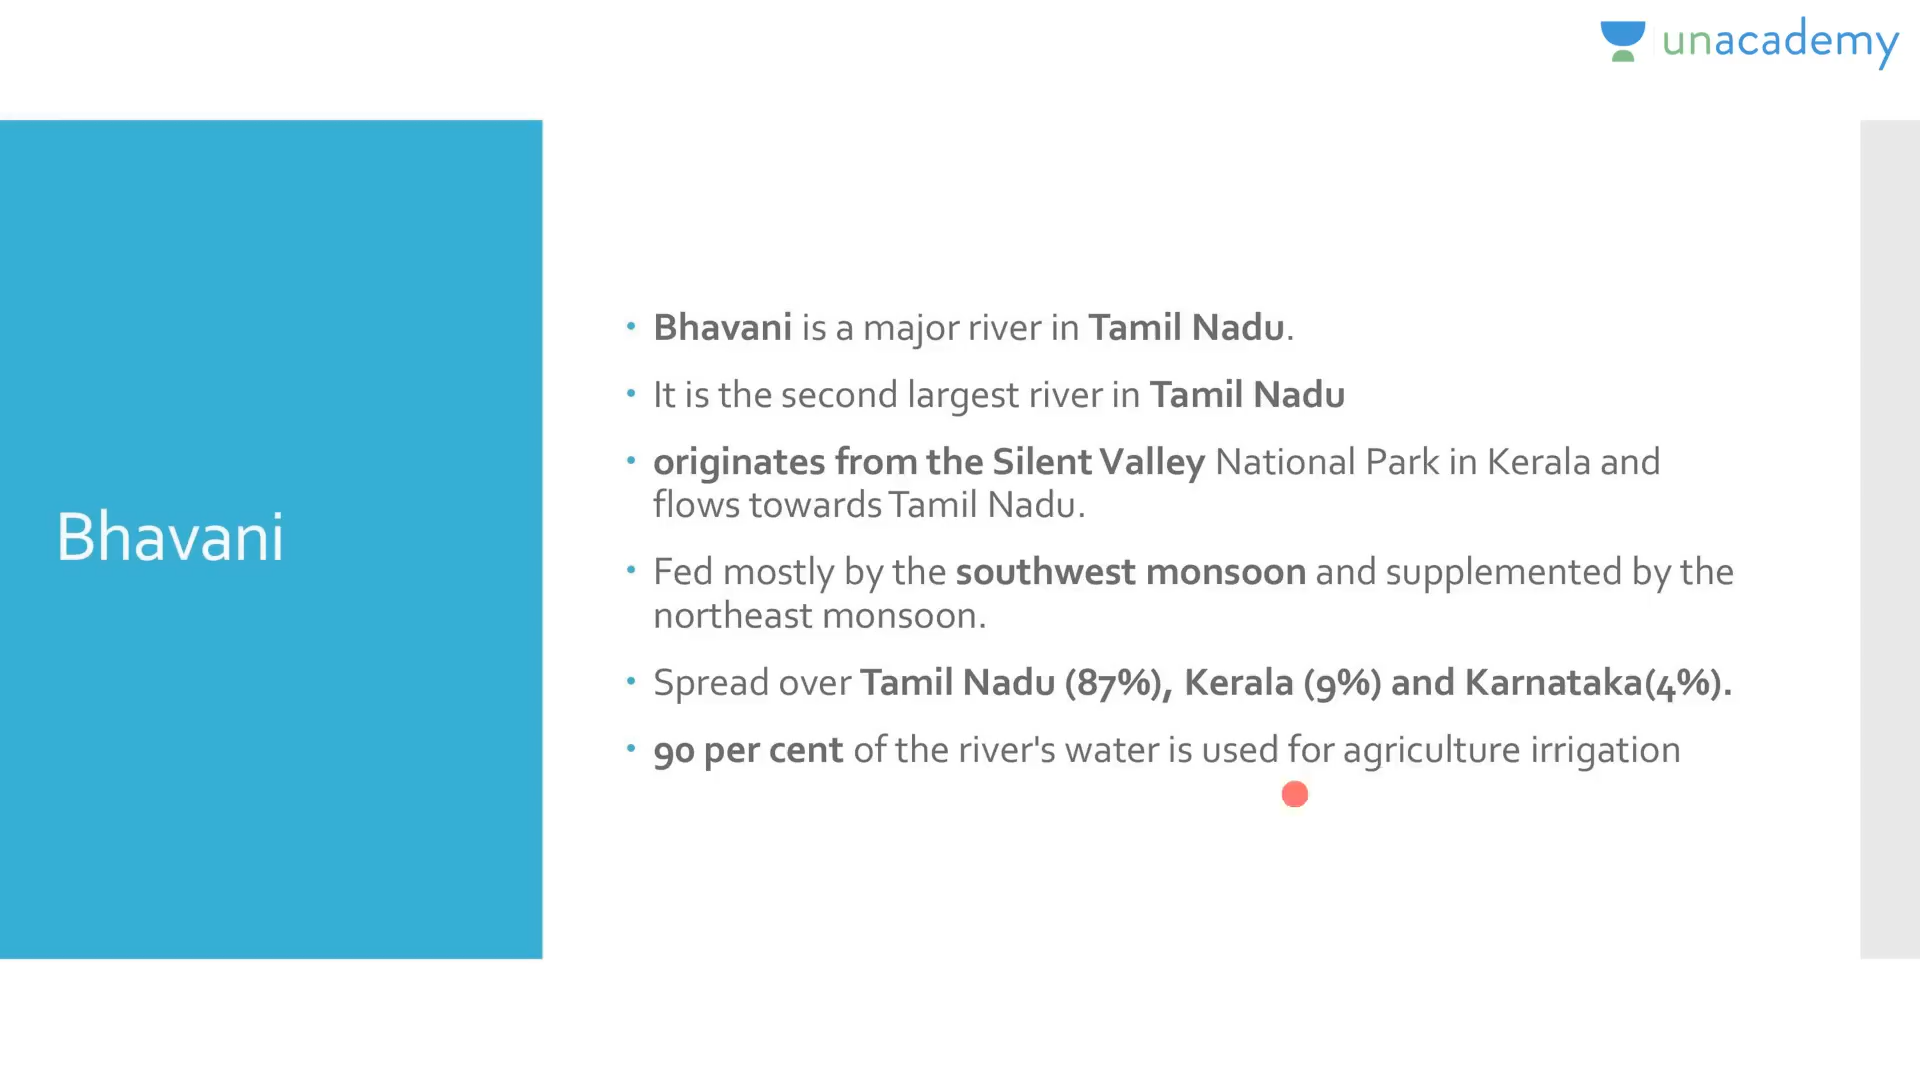 unacademy
Bhavani
• Bhavani is a major river in Tamil Nadu.
• It is the second largest river in Tamil Nadu
• originates from the Silent Valley National Park in Kerala and
flows towards Tamil Nadu.
• Fed mostly by the southwest monsoon and supplemented by the
northeast monsoon.
• Spread over Tamil Nadu (87%), Kerala (9%) and Karnataka(4%).
• 90 per cent of the river's water is used for agriculture irrigation